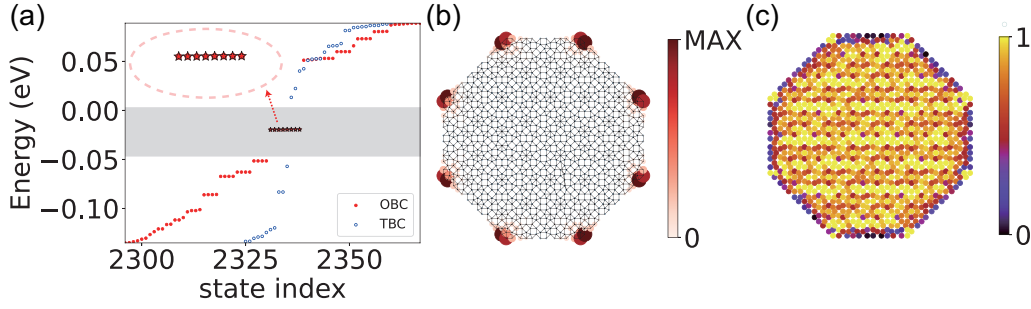 (a)
Energy (eV)
0.05
0.00
−0.05
−0.10
2300
2325
2350
state index
OBC
TBC
(b)
MAX
0
(c)
1
0